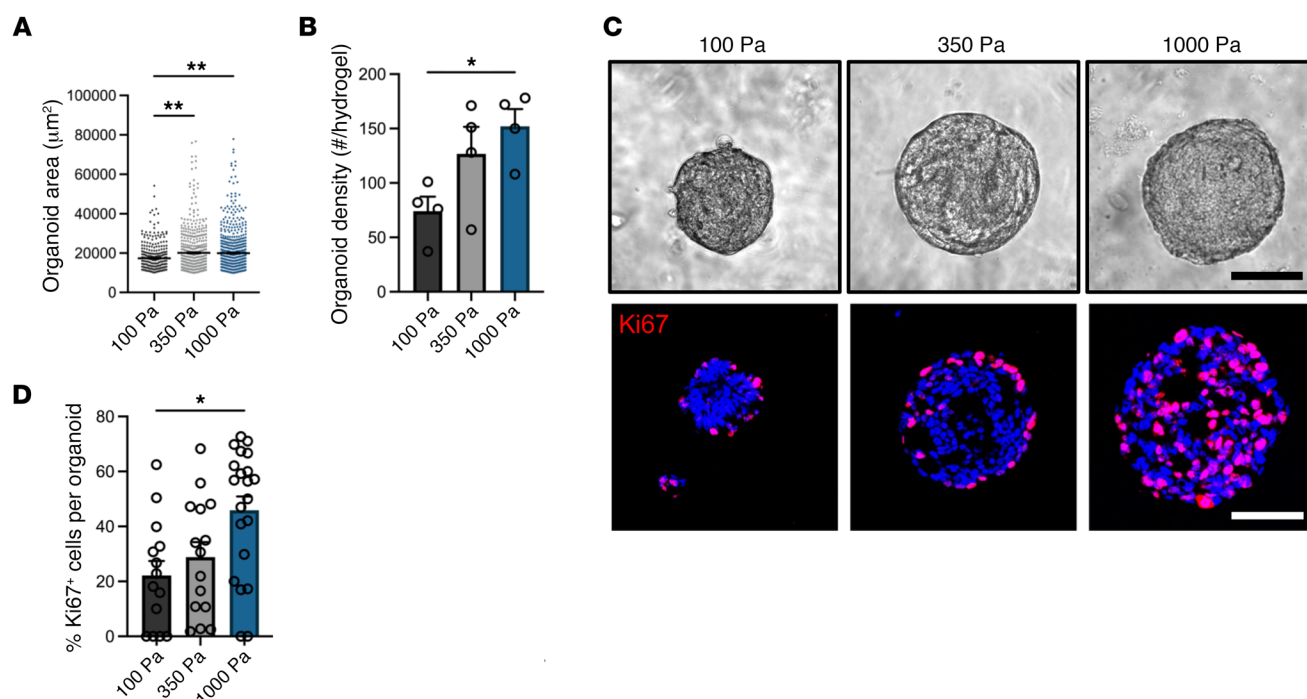 A
Organoid area (µm²)
100000
80000
60000
40000
20000
0
**
**
100 Pa
350 Pa
1000 Pa
B
Organoid density (#/hydrogel)
200
150
100
50
0
*
100 Pa
350 Pa
1000 Pa
C
100 Pa
350 Pa
1000 Pa
Ki67
D
% Ki67⁺ cells per organoid
80
60
40
20
0
*
100 Pa
350 Pa
1000 Pa